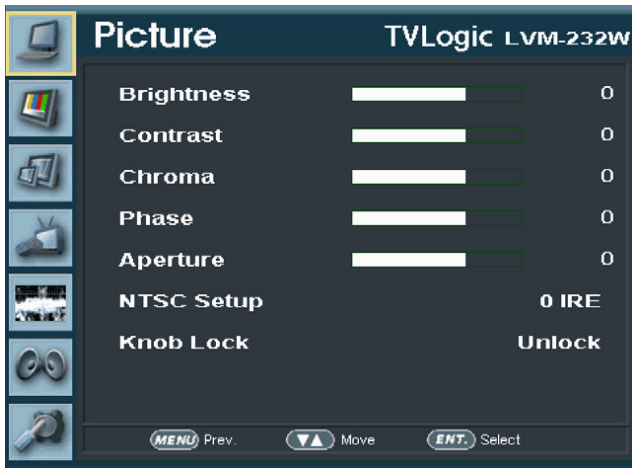 Picture TVLogic LVM-232W
Brightness 0
Contrast 0
Chroma 0
Phase 0
Aperture 0
NTSC Setup 0 IRE
Knob Lock Unlock
MENU Prev. ▼▲ Move ENT. Select